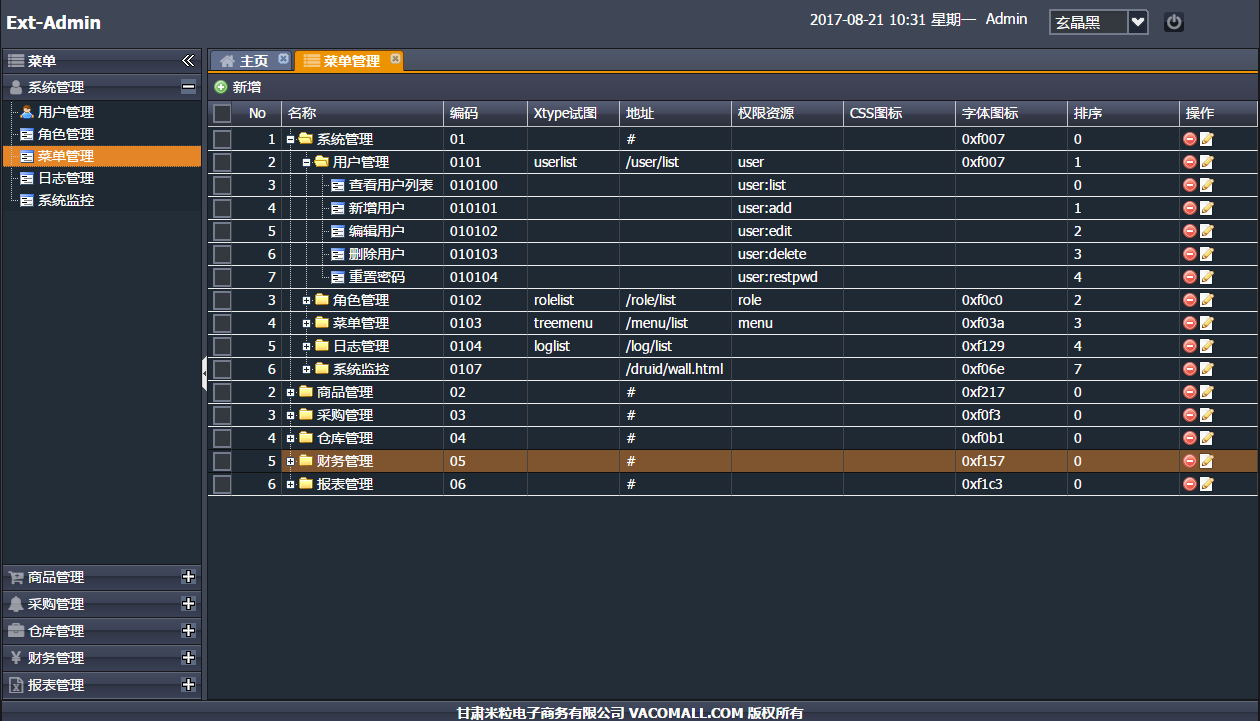 Ext-Admin
2017-08-21 10:31 星期一 Admin 玄晶黑
菜单
系统管理
用户管理
角色管理
菜单管理
日志管理
系统监控
商品管理
采购管理
仓库管理
财务管理
报表管理
主页 菜单管理
新增
No 名称 编码 Xtype试图 地址 权限资源 CSS图标 字体图标 排序 操作
1 系统管理 01 # 0xf007 0
2 用户管理 0101 userlist /user/list user 0xf007 1
3 查看用户列表 010100 user:list 0
4 新增用户 010101 user:add 1
5 编辑用户 010102 user:edit 2
6 删除用户 010103 user:delete 3
7 重置密码 010104 user:restpwd 4
3 角色管理 0102 rolelist /role/list role 0xf0c0 2
4 菜单管理 0103 treemenu /menu/list menu 0xf03a 3
5 日志管理 0104 loglist /log/list 0xf129 4
6 系统监控 0107 /druid/wall.html 0xf06e 7
2 商品管理 02 # 0xf217 0
3 采购管理 03 # 0xf0f3 0
4 仓库管理 04 # 0xf0b1 0
5 财务管理 05 # 0xf157 0
6 报表管理 06 # 0xf1c3 0
甘肃米粒电子商务有限公司 VACOMALL.COM 版权所有